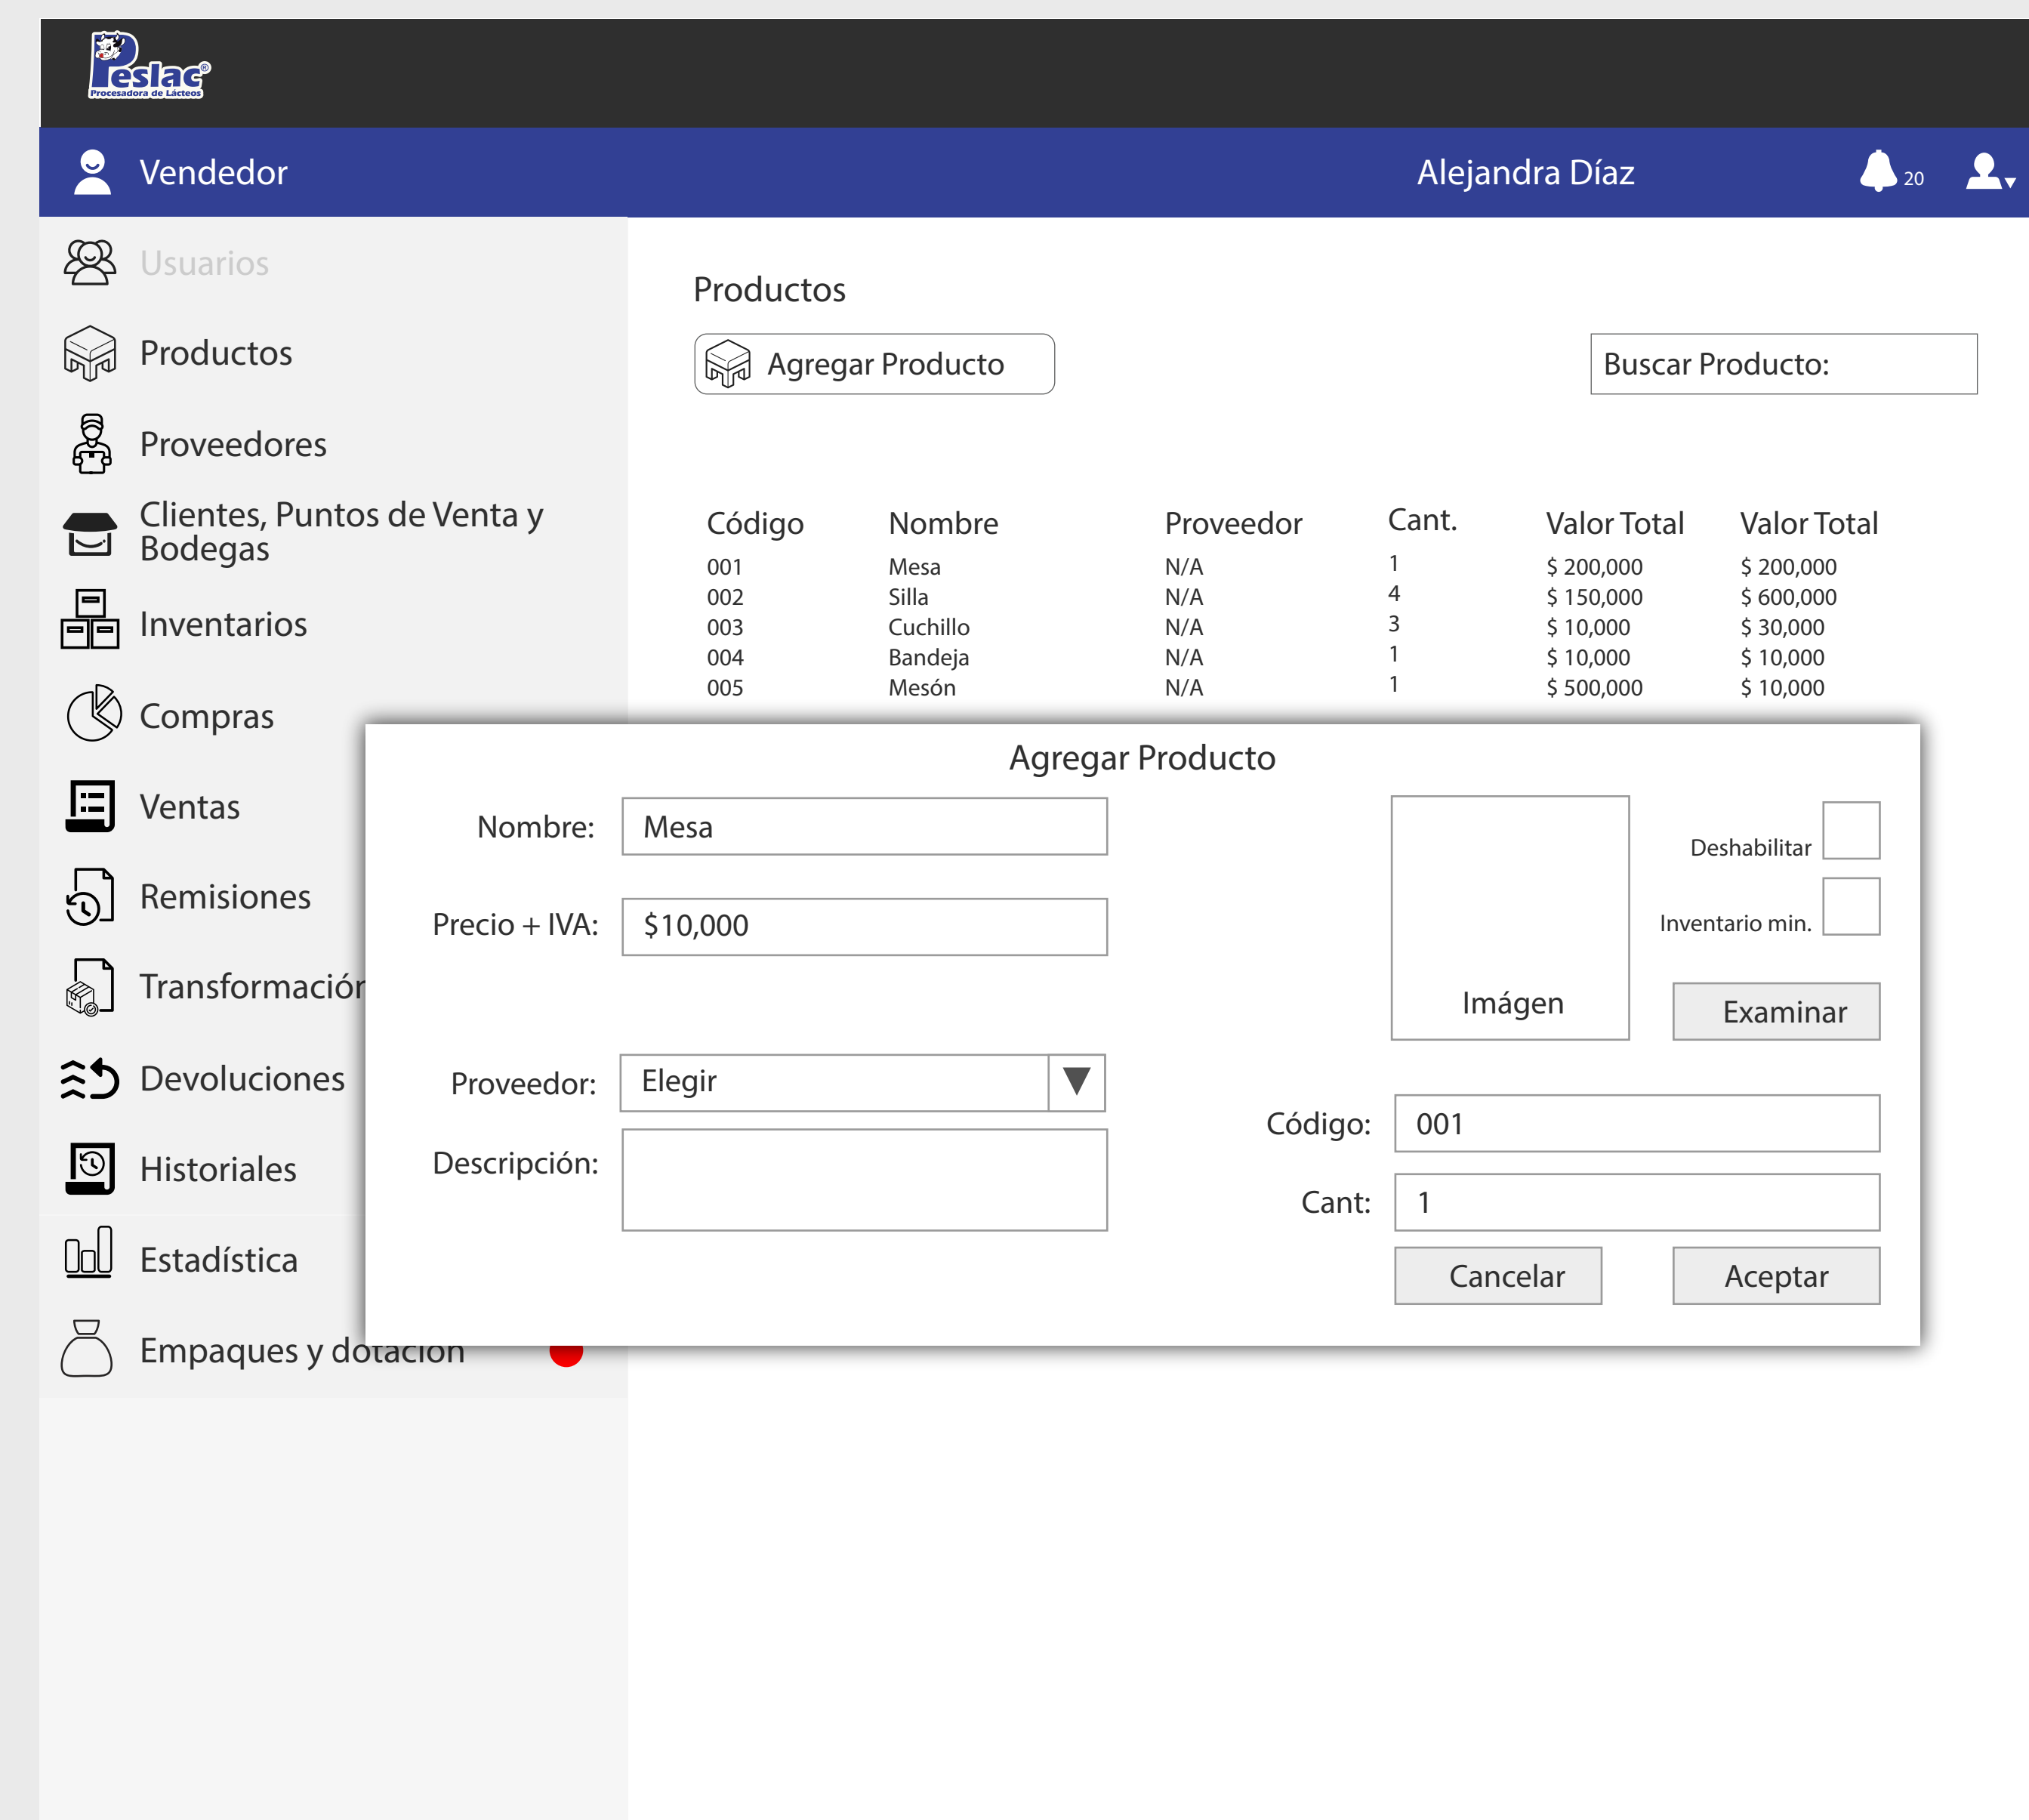 Peslac®
Procesadora de Lácteos
Vendedor
Alejandra Díaz
20
Usuarios
Productos
Proveedores
Clientes, Puntos de Venta y
Bodegas
Inventarios
Compras
Ventas
Remisiones
Transformación
Devoluciones
Historiales
Estadística
Empaques y dotación
Productos
Agregar Producto
Buscar Producto:
Código Nombre Proveedor Cant. Valor Total Valor Total
001 Mesa N/A 1 $ 200,000 $ 200,000
002 Silla N/A 4 $ 150,000 $ 600,000
003 Cuchillo N/A 3 $ 10,000 $ 30,000
004 Bandeja N/A 1 $ 10,000 $ 10,000
005 Mesón N/A 1 $ 500,000 $ 10,000
Agregar Producto
Nombre: Mesa
Precio + IVA: $10,000
Proveedor: Elegir
Descripción:
Imágen
Deshabilitar
Inventario min.
Examinar
Código: 001
Cant: 1
Cancelar
Aceptar